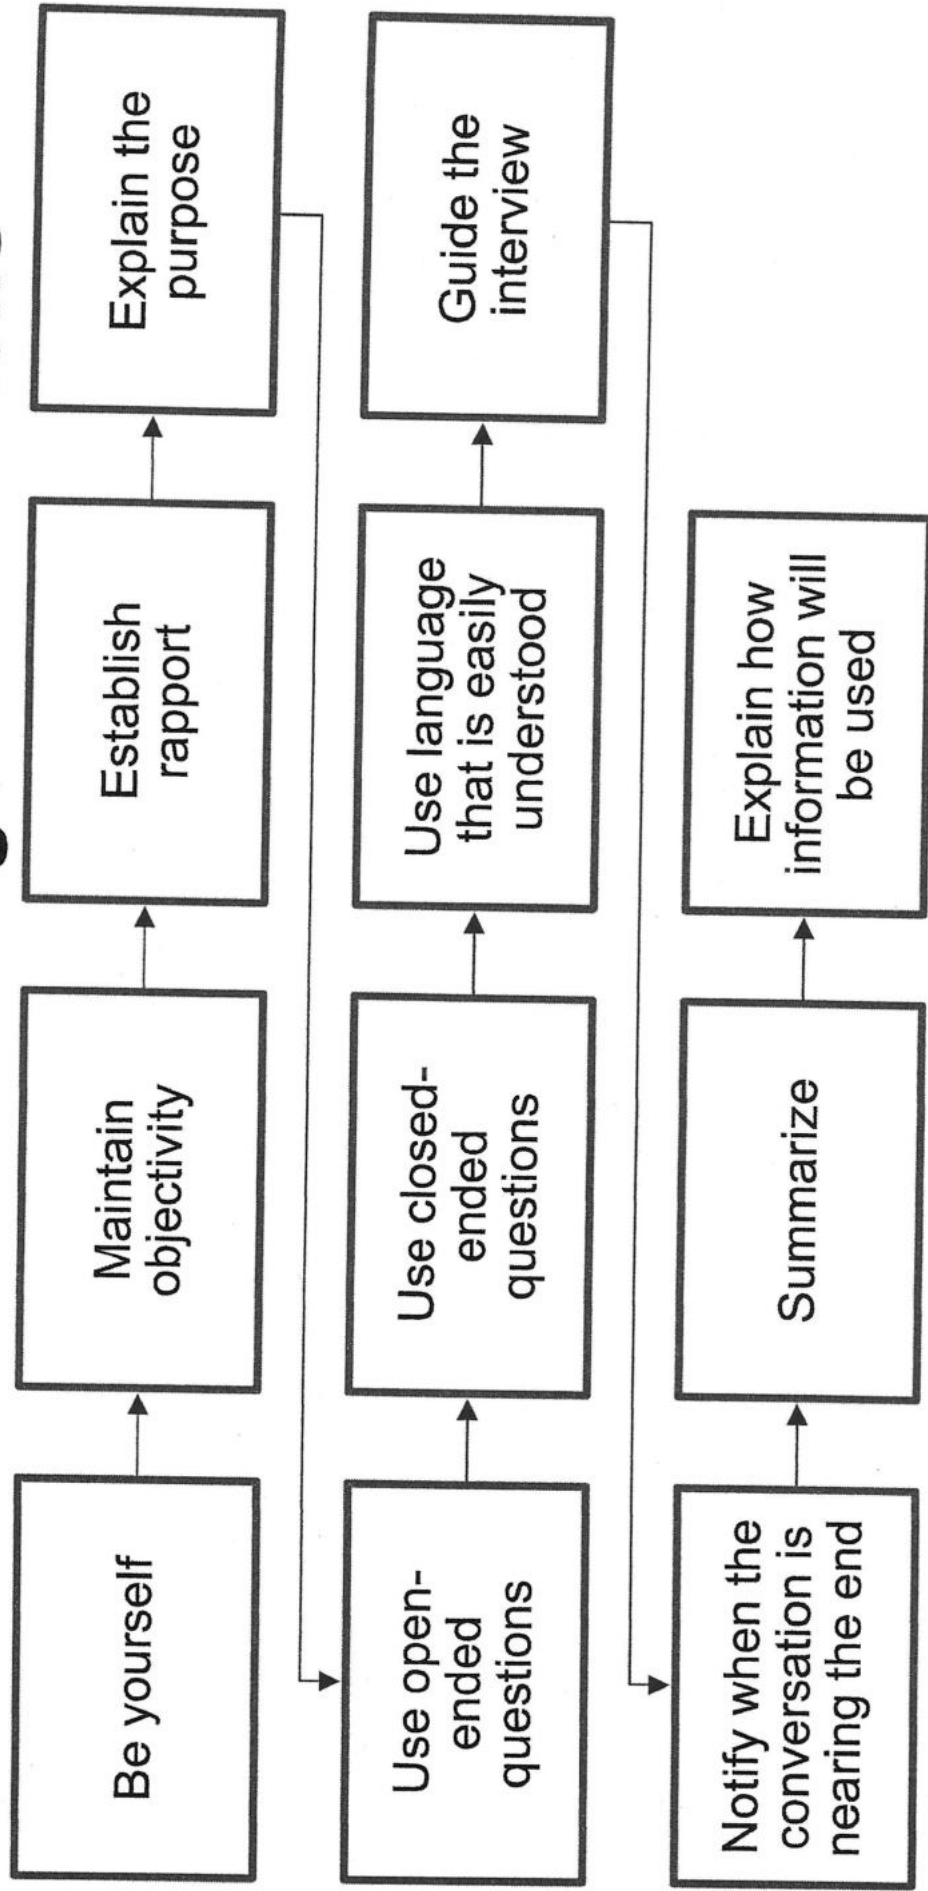 Be yourself
Maintain
objectivity
Establish
rapport
Explain the
purpose
Use open-
ended
questions
Use closed-
ended
questions
Use language
that is easily
understood
Guide the
interview
Notify when the
conversation is
nearing the end
Summarize
Explain how
information will
be used